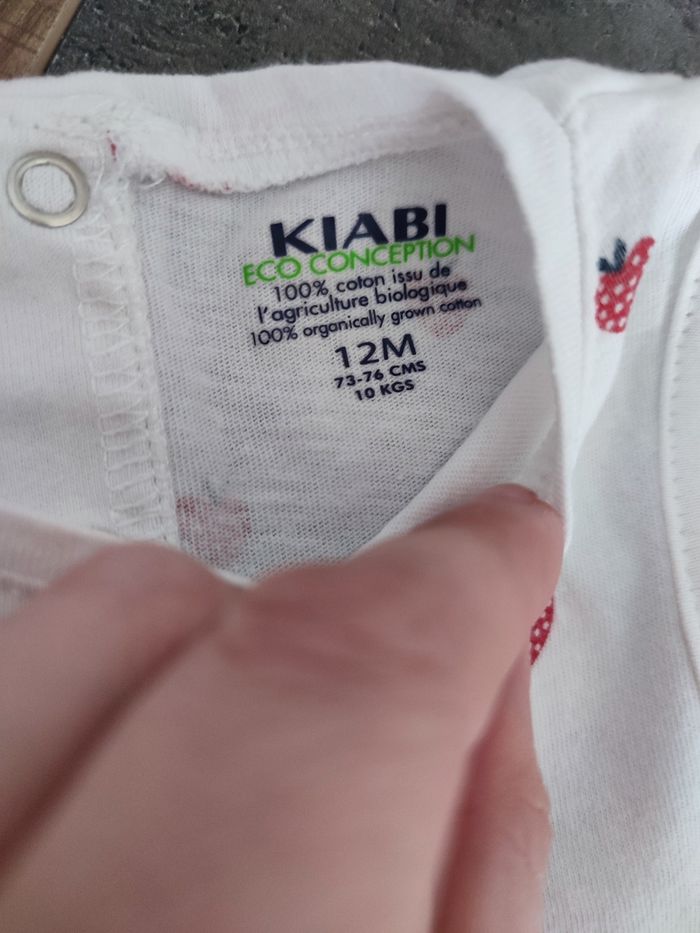 KIABI
ECO CONCEPTION
100% coton issu de
l'agriculture biologique
100% organically grown cotton
12M
73-76 CMS
10 KGS